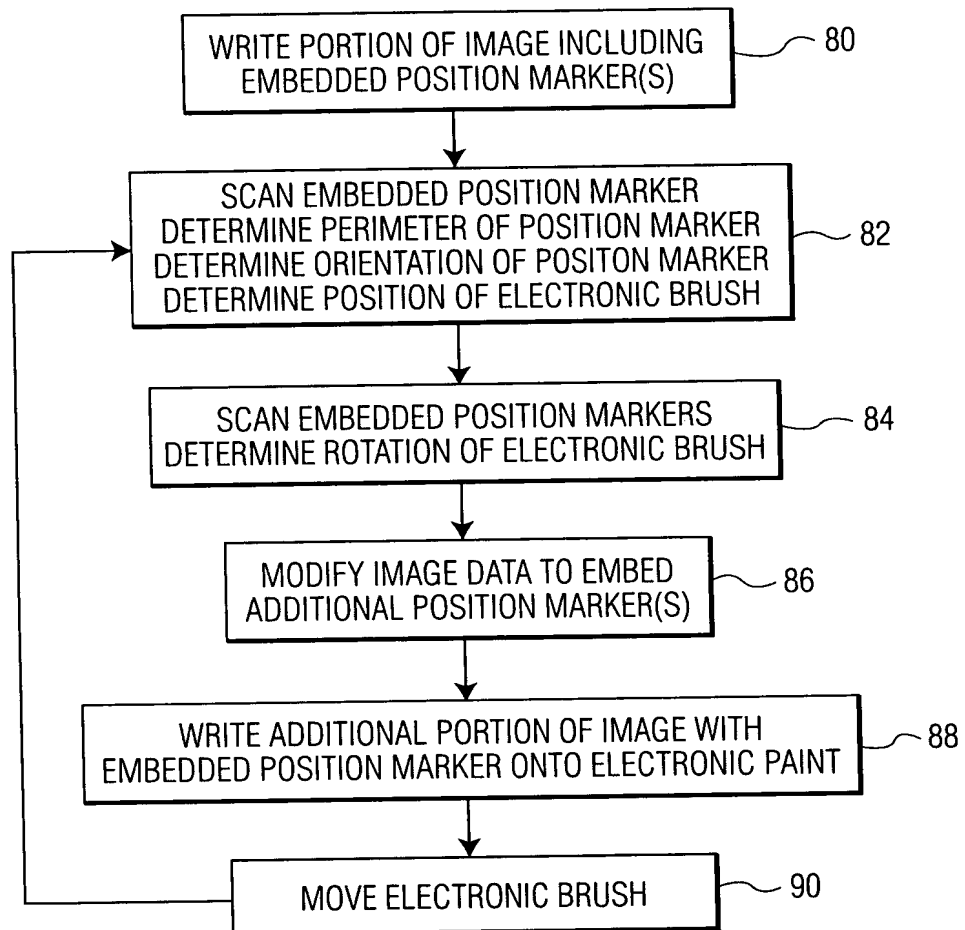 WRITE PORTION OF IMAGE INCLUDING
EMBEDDED POSITION MARKER(S)
80
SCAN EMBEDDED POSITION MARKER
DETERMINE PERIMETER OF POSITION MARKER
DETERMINE ORIENTATION OF POSITON MARKER
DETERMINE POSITION OF ELECTRONIC BRUSH
82
SCAN EMBEDDED POSITION MARKERS
DETERMINE ROTATION OF ELECTRONIC BRUSH
84
MODIFY IMAGE DATA TO EMBED
ADDITIONAL POSITION MARKER(S)
86
WRITE ADDITIONAL PORTION OF IMAGE WITH
EMBEDDED POSITION MARKER ONTO ELECTRONIC PAINT
88
MOVE ELECTRONIC BRUSH
90